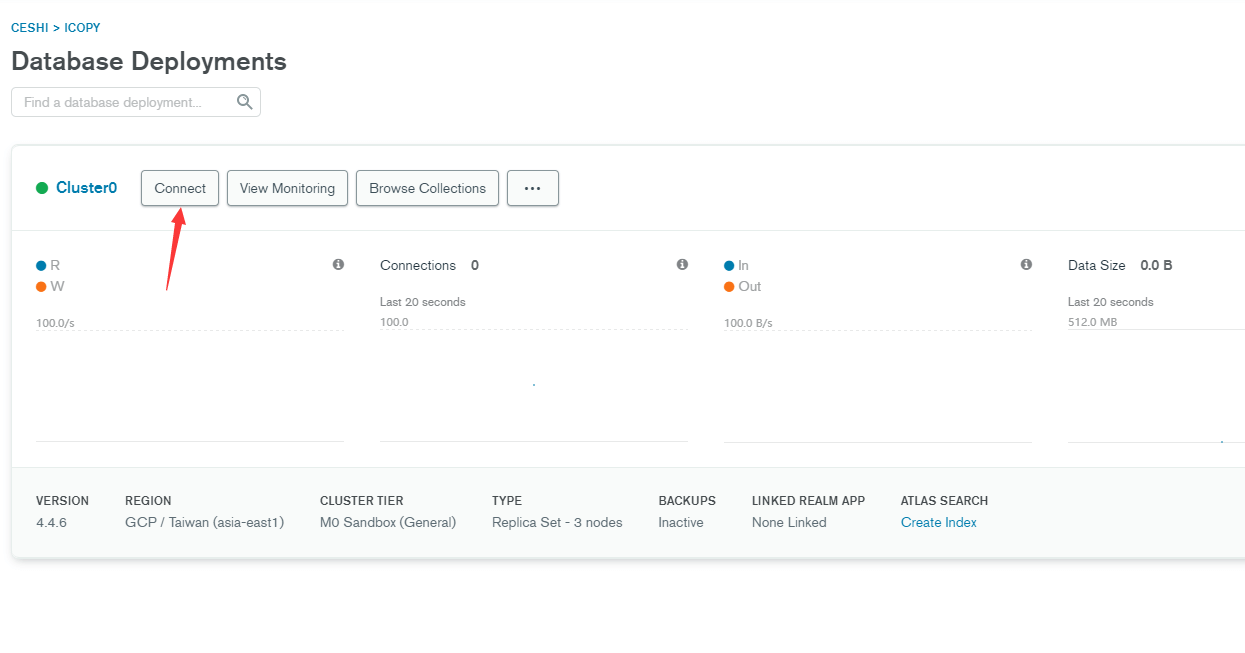 CESHI > ICOPY
Database Deployments
Find a database deployment...
Cluster0 Connect View Monitoring Browse Collections ...
R Connections 0 In Data Size 0.0 B
W Out
Last 20 seconds Last 20 seconds
100.0/s 100.0 100.0 B/s 512.0 MB
VERSION REGION CLUSTER TIER TYPE BACKUPS LINKED REALM APP ATLAS SEARCH
4.4.6 GCP / Taiwan (asia-east1) M0 Sandbox (General) Replica Set - 3 nodes Inactive None Linked Create Index